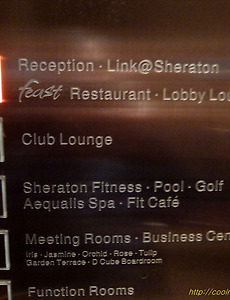 Reception · Link@Sheraton
feast Restaurant · Lobby Lou
Club Lounge
Sheraton Fitness · Pool · Golf
Aequalis Spa · Fit Café
Meeting Rooms · Business Cen
Iris · Jasmine · Orchid · Rose · Tulip
Garden Terrace · D Cube Boardroom
Function Rooms
http://cooln